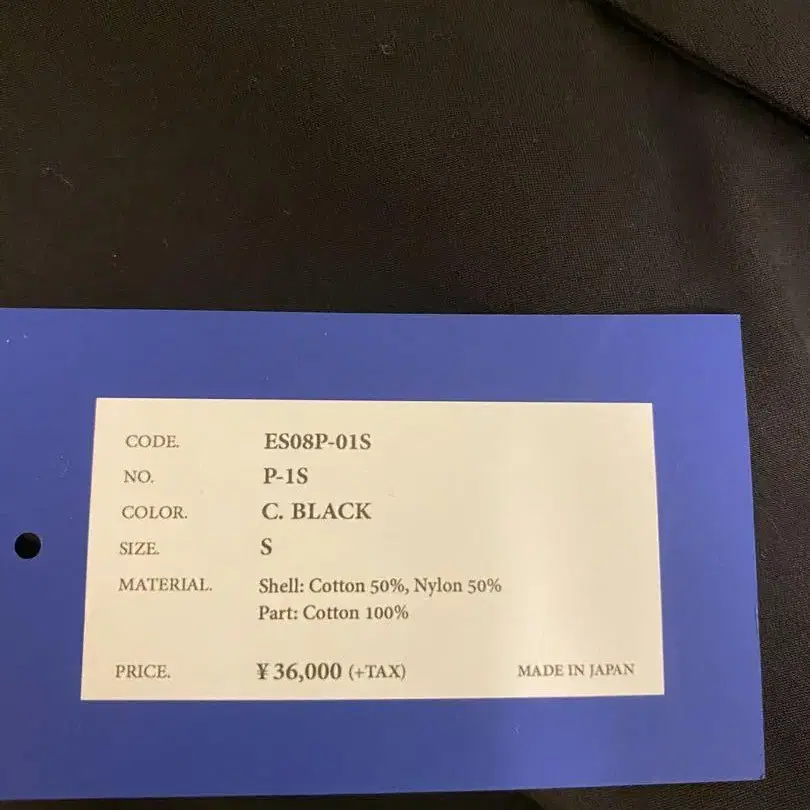 CODE. ES08P-01S
NO. P-1S
COLOR. C. BLACK
SIZE. S
MATERIAL. Shell: Cotton 50%, Nylon 50%
Part: Cotton 100%
PRICE. ¥ 36,000 (+TAX) MADE IN JAPAN